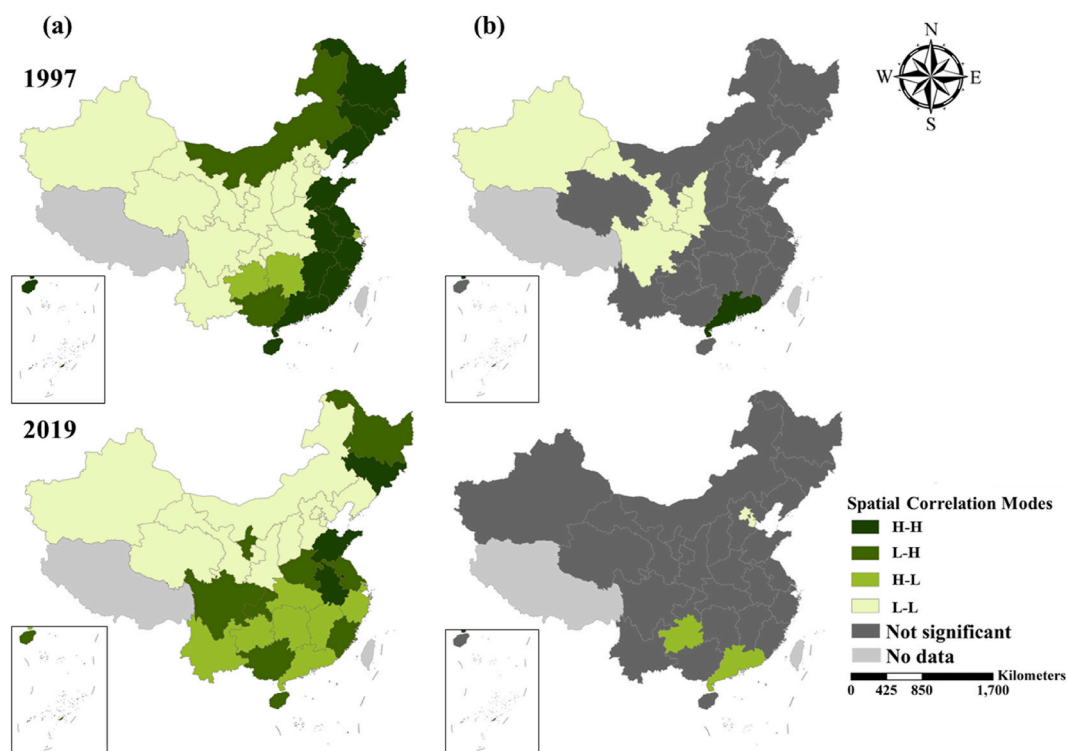 (a)
(b)
1997
N
W
E
S
2019
Spatial Correlation Modes
H-H
L-H
H-L
L-L
Not significant
No data
Kilometers
0 425 850 1,700